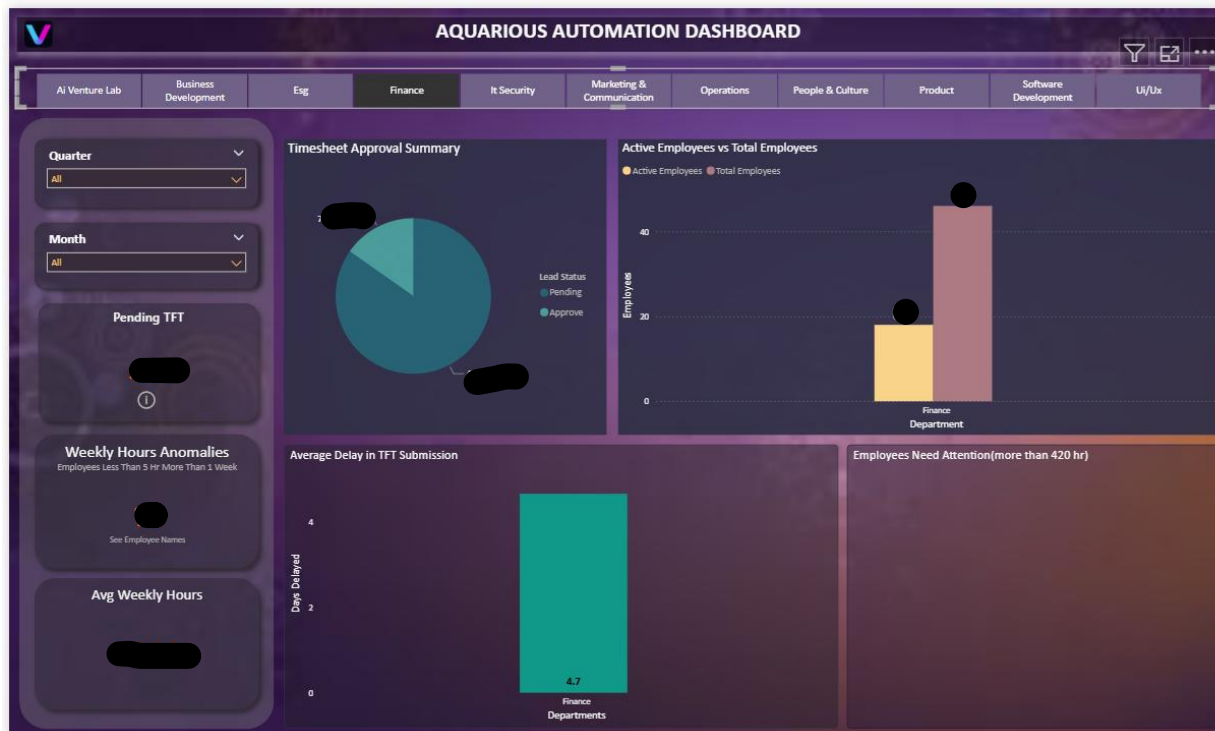 AQUARIOUS AUTOMATION DASHBOARD
Ai Venture Lab
Business
Development
Esg
Finance
It Security
Marketing &
Communication
Operations
People & Culture
Product
Software
Development
Ui/Ux
Quarter
All
Month
All
Pending TFT
Weekly Hours Anomalies
Employees Less Than 5 Hr More Than 1 Week
See Employee Names
Avg Weekly Hours
Timesheet Approval Summary
Lead Status
Pending
Approve
Active Employees vs Total Employees
Active Employees Total Employees
Employees
40
20
0
Finance
Department
Average Delay in TFT Submission
Days Delayed
4
2
0
4.7
Finance
Departments
Employees Need Attention(more than 420 hr)